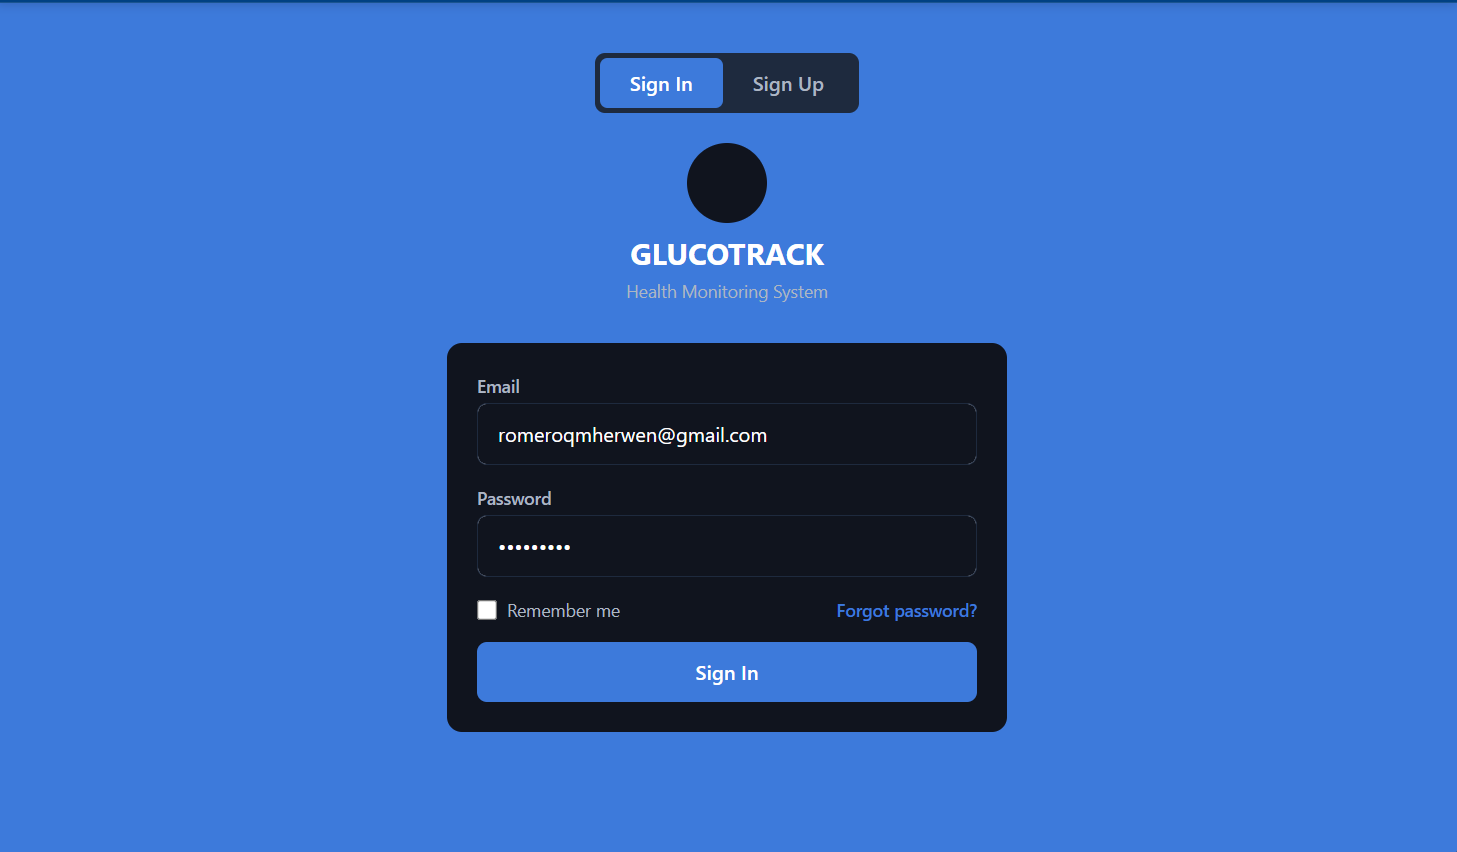 Sign In Sign Up
GLUCOTRACK
Health Monitoring System
Email
romeroqmherwen@gmail.com
Password
•••••••••
Remember me Forgot password?
Sign In